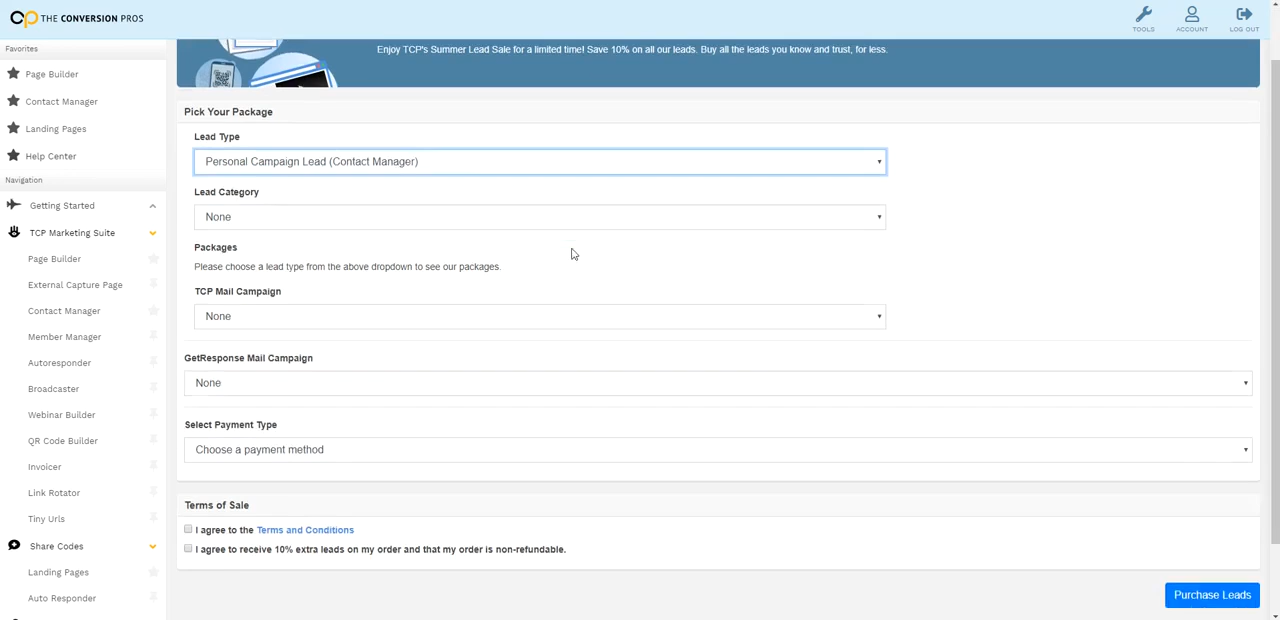 THE CONVERSION PROS
TOOLS
ACCOUNT
LOG OUT
Favorites
Page Builder
Contact Manager
Landing Pages
Help Center
Navigation
Getting Started
TCP Marketing Suite
Page Builder
External Capture Page
Contact Manager
Member Manager
Autoresponder
Broadcaster
Webinar Builder
QR Code Builder
Invoicer
Link Rotator
Tiny Urls
Share Codes
Landing Pages
Auto Responder
Enjoy TCP's Summer Lead Sale for a limited time! Save 10% on all our leads. Buy all the leads you know and trust, for less.
Pick Your Package
Lead Type
Personal Campaign Lead (Contact Manager)
Lead Category
None
Packages
Please choose a lead type from the above dropdown to see our packages.
TCP Mail Campaign
None
GetResponse Mail Campaign
None
Select Payment Type
Choose a payment method
Terms of Sale
I agree to the Terms and Conditions
I agree to receive 10% extra leads on my order and that my order is non-refundable.
Purchase Leads